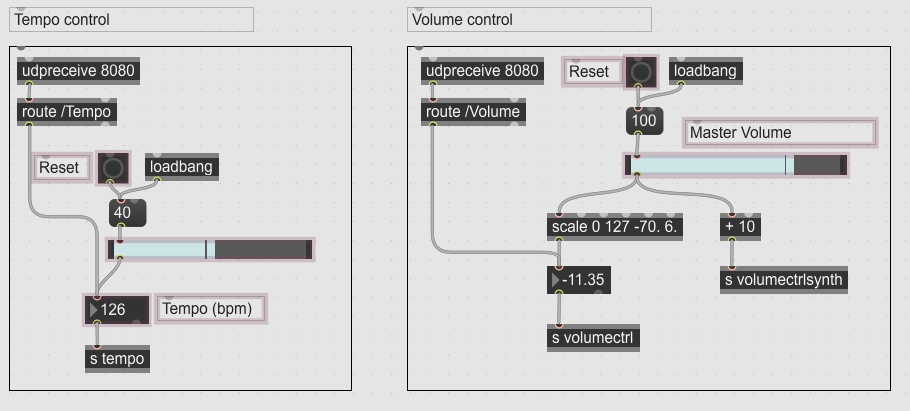 Tempo control
udpreceive 8080
route /Tempo
Reset
loadbang
40
126
Tempo (bpm)
s tempo
Volume control
udpreceive 8080
Reset
loadbang
route /Volume
100
Master Volume
scale 0 127 -70. 6.
+ 10
-11.35
s volumectrlsynth
s volumectrl